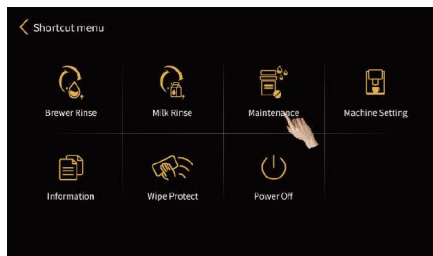 Shortcut menu
Brewer Rinse
Milk Rinse
Maintenance
Machine Setting
Information
Wipe Protect
Power Off